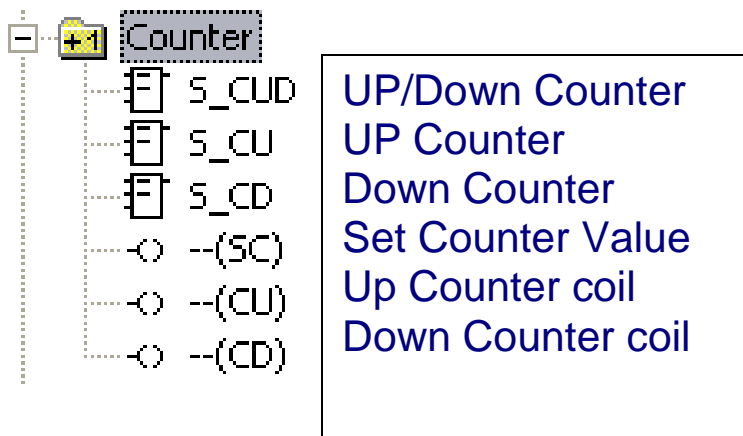 +1 Counter
S_CUD
S_CU
S_CD
--(SC)
--(CU)
--(CD)
UP/Down Counter
UP Counter
Down Counter
Set Counter Value
Up Counter coil
Down Counter coil